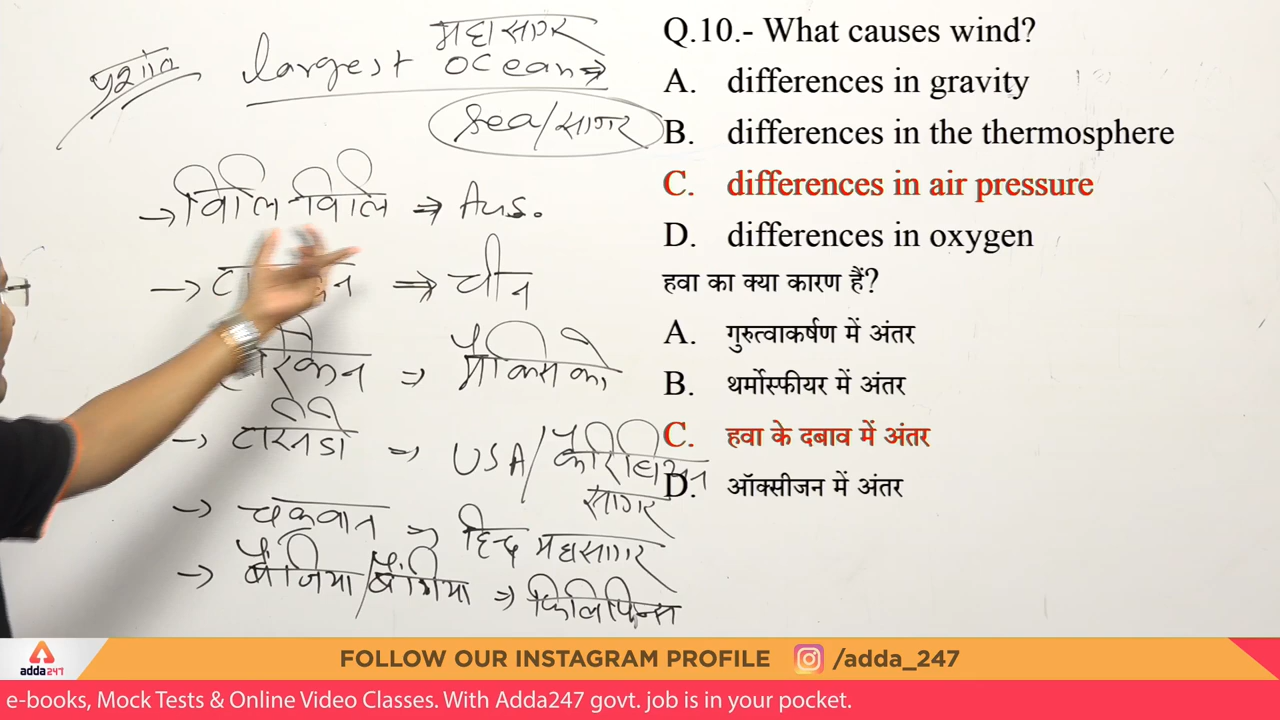 महासागर
प्रशांत largest ocean ⇒
Sea/सागर
→ विलि विलि ⇒ Aus.
→ ⇒ चीन
⇒ मैक्सिको
→ टारनेडो → USA/कैरिबियन
सागर
→ चक्रवात ⇒ हिन्द महासागर
→ बैंजिया/बैंगिया ⇒ फिलिपिन्स
Q.10.- What causes wind?
A. differences in gravity
B. differences in the thermosphere
C. differences in air pressure
D. differences in oxygen
हवा का क्या कारण हैं?
A. गुरुत्वाकर्षण में अंतर
B. थर्मोस्फीयर में अंतर
C. हवा के दबाव में अंतर
D. ऑक्सीजन में अंतर
adda247
FOLLOW OUR INSTAGRAM PROFILE /adda_247
e-books, Mock Tests & Online Video Classes. With Adda247 govt. job is in your pocket.